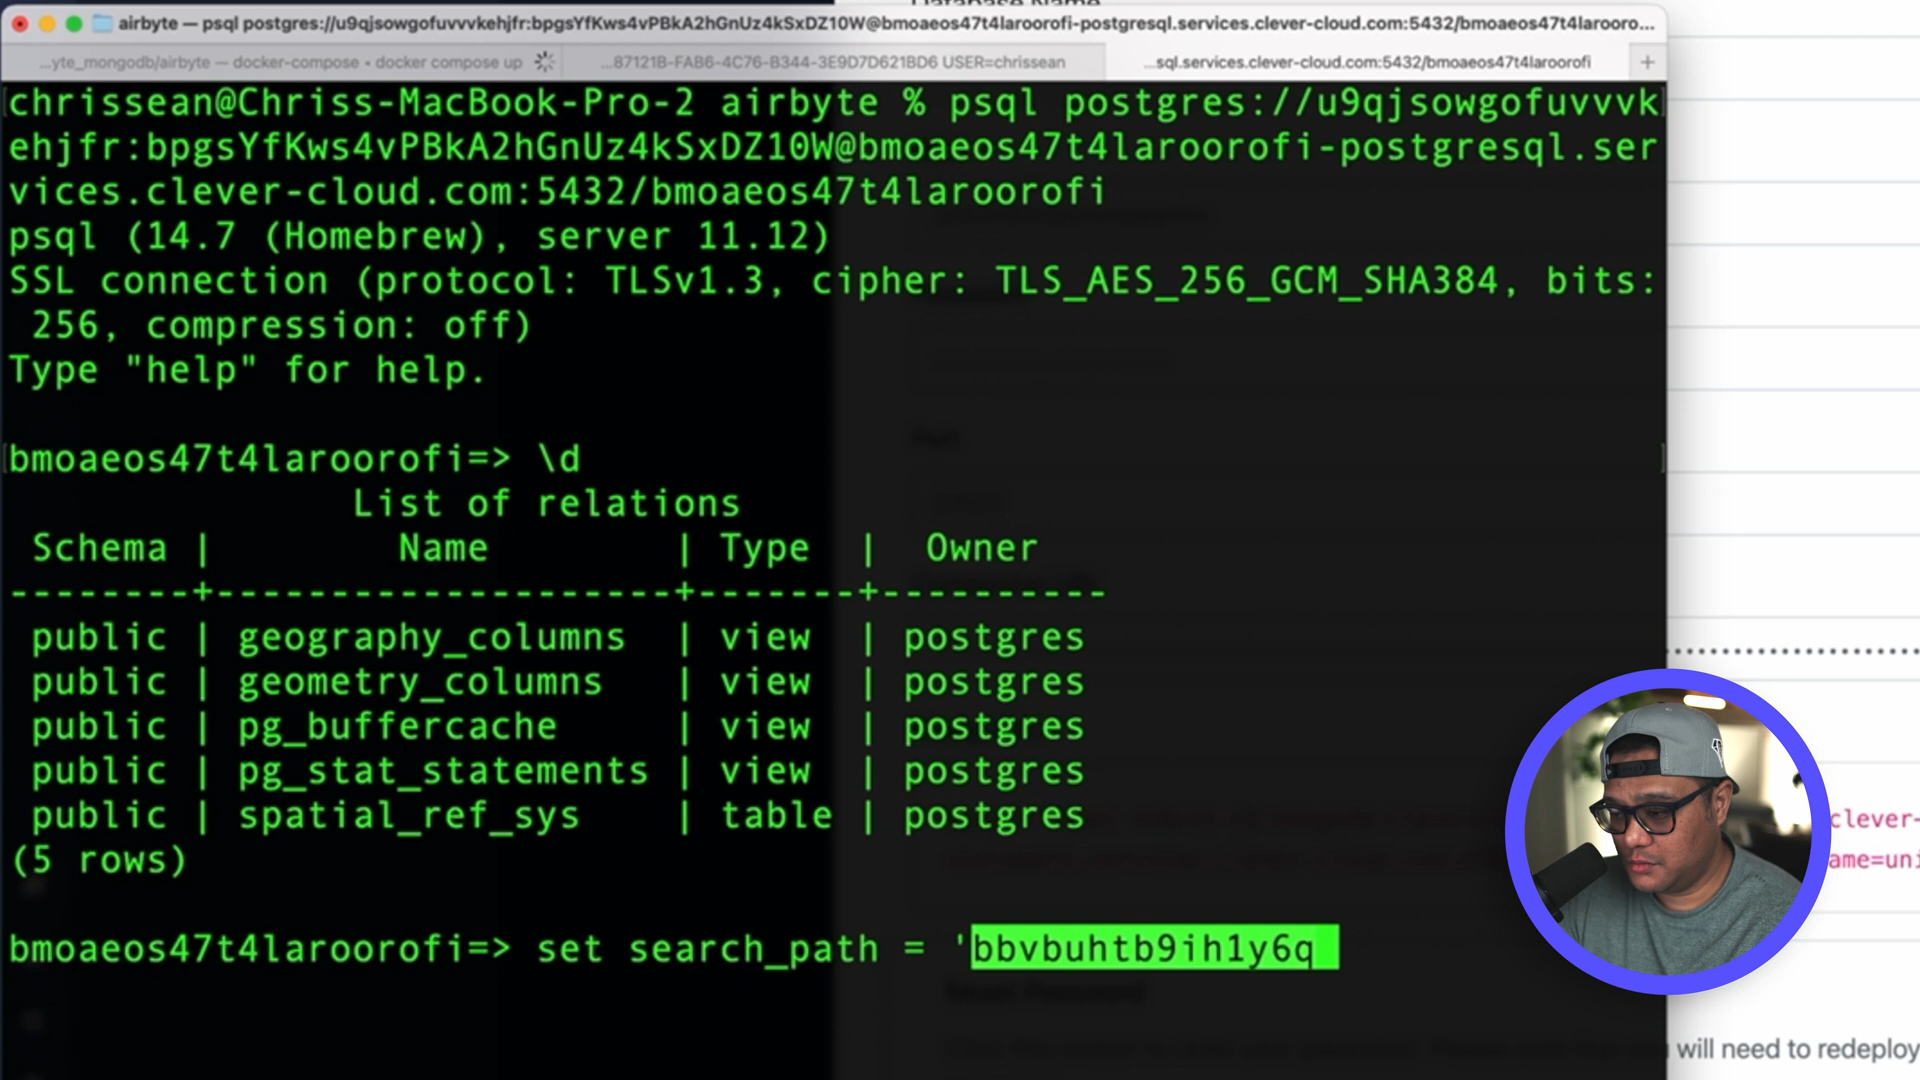 airbyte — psql postgres://u9qjsowgofuvvvkehjfr:bpgsYfKws4vPBkA2hGnUz4kSxDZ10W@bmoaeos47t4laroorofi-postgresql.services.clever-cloud.com:5432/bmoaeos47t4larooro...
...yte_mongodb/airbyte — docker-compose • docker compose up
...87121B-FAB6-4C76-B344-3E9D7D621BD6 USER=chrissean
...sql.services.clever-cloud.com:5432/bmoaeos47t4laroorofi
+
chrissean@Chriss-MacBook-Pro-2 airbyte % psql postgres://u9qjsowgofuvvvk
ehjfr:bpgsYfKws4vPBkA2hGnUz4kSxDZ10W@bmoaeos47t4laroorofi-postgresql.ser
vices.clever-cloud.com:5432/bmoaeos47t4laroorofi
psql (14.7 (Homebrew), server 11.12)
SSL connection (protocol: TLSv1.3, cipher: TLS_AES_256_GCM_SHA384, bits:
256, compression: off)
Type "help" for help.
bmoaeos47t4laroorofi=> \d
List of relations
Schema | Name | Type | Owner
--------+--------------------+-------+----------
public | geography_columns | view | postgres
public | geometry_columns | view | postgres
public | pg_buffercache | view | postgres
public | pg_stat_statements | view | postgres
public | spatial_ref_sys | table | postgres
(5 rows)
bmoaeos47t4laroorofi=> set search_path = 'bbvbuhtb9ih1y6q
clever-
ame=uni
will need to redeploy